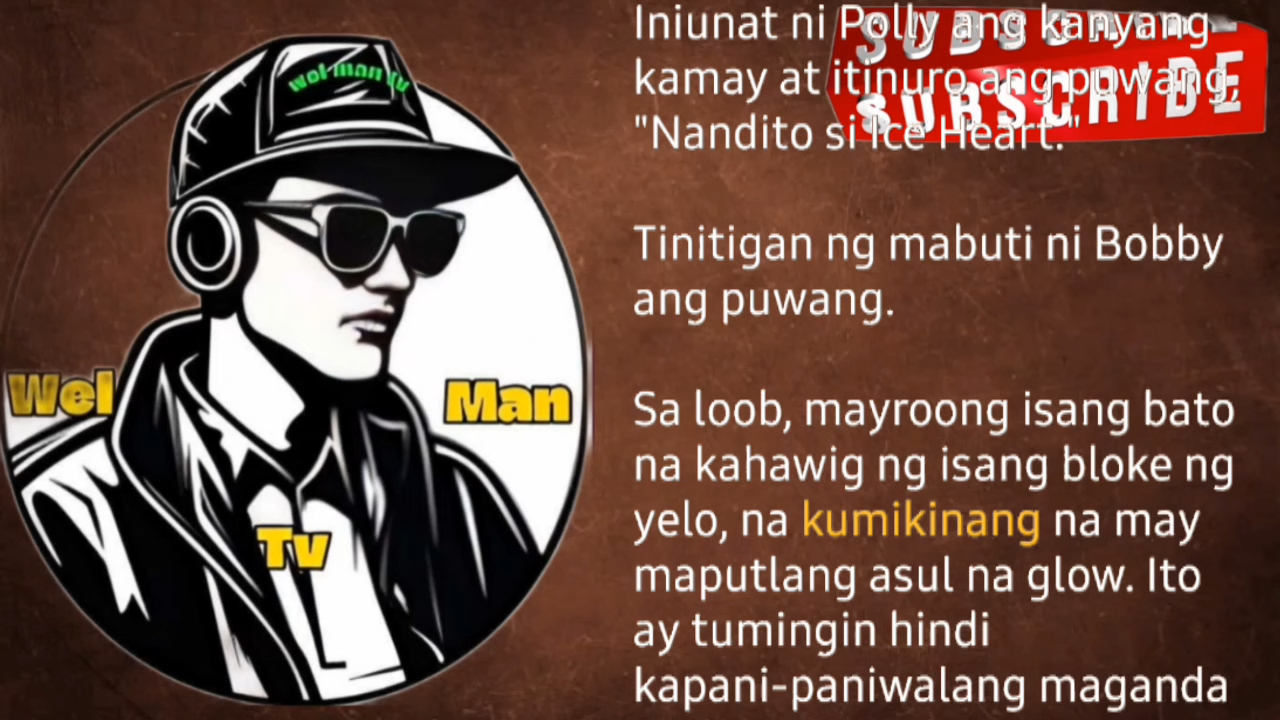 wel man tv
Wel
Man
Tv
SUBSCRIBE
Iniunat ni Polly ang kanyang
kamay at itinuro ang puwang,
"Nandito si Ice Heart."
Tinitigan ng mabuti ni Bobby
ang puwang.
Sa loob, mayroong isang bato
na kahawig ng isang bloke ng
yelo, na kumikinang na may
maputlang asul na glow. Ito
ay tumingin hindi
kapani-paniwalang maganda